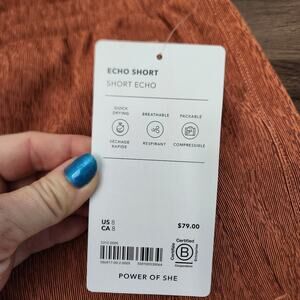 ECHO SHORT
SHORT ECHO
QUICK
DRYING
BREATHABLE
PACKABLE
SÉCHAGE
RAPIDE
RESPIRANT
COMPRESSIBLE
US 8
CA 8
$79.00
Certified
B
Corporation
POWER OF SHE